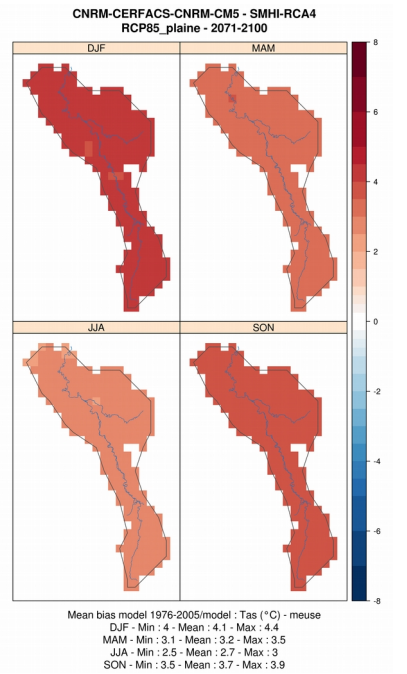 CNRM-CERFACS-CNRM-CM5 - SMHI-RCA4
RCP85_plaine - 2071-2100
DJF
MAM
8
6
4
2
0
-2
-4
-6
-8
JJA
SON
Mean bias model 1976-2005/model : Tas (°C) - meuse
DJF - Min : 4 - Mean : 4.1 - Max : 4.4
MAM - Min : 3.1 - Mean : 3.2 - Max : 3.5
JJA - Min : 2.5 - Mean : 2.7 - Max : 3
SON - Min : 3.5 - Mean : 3.7 - Max : 3.9